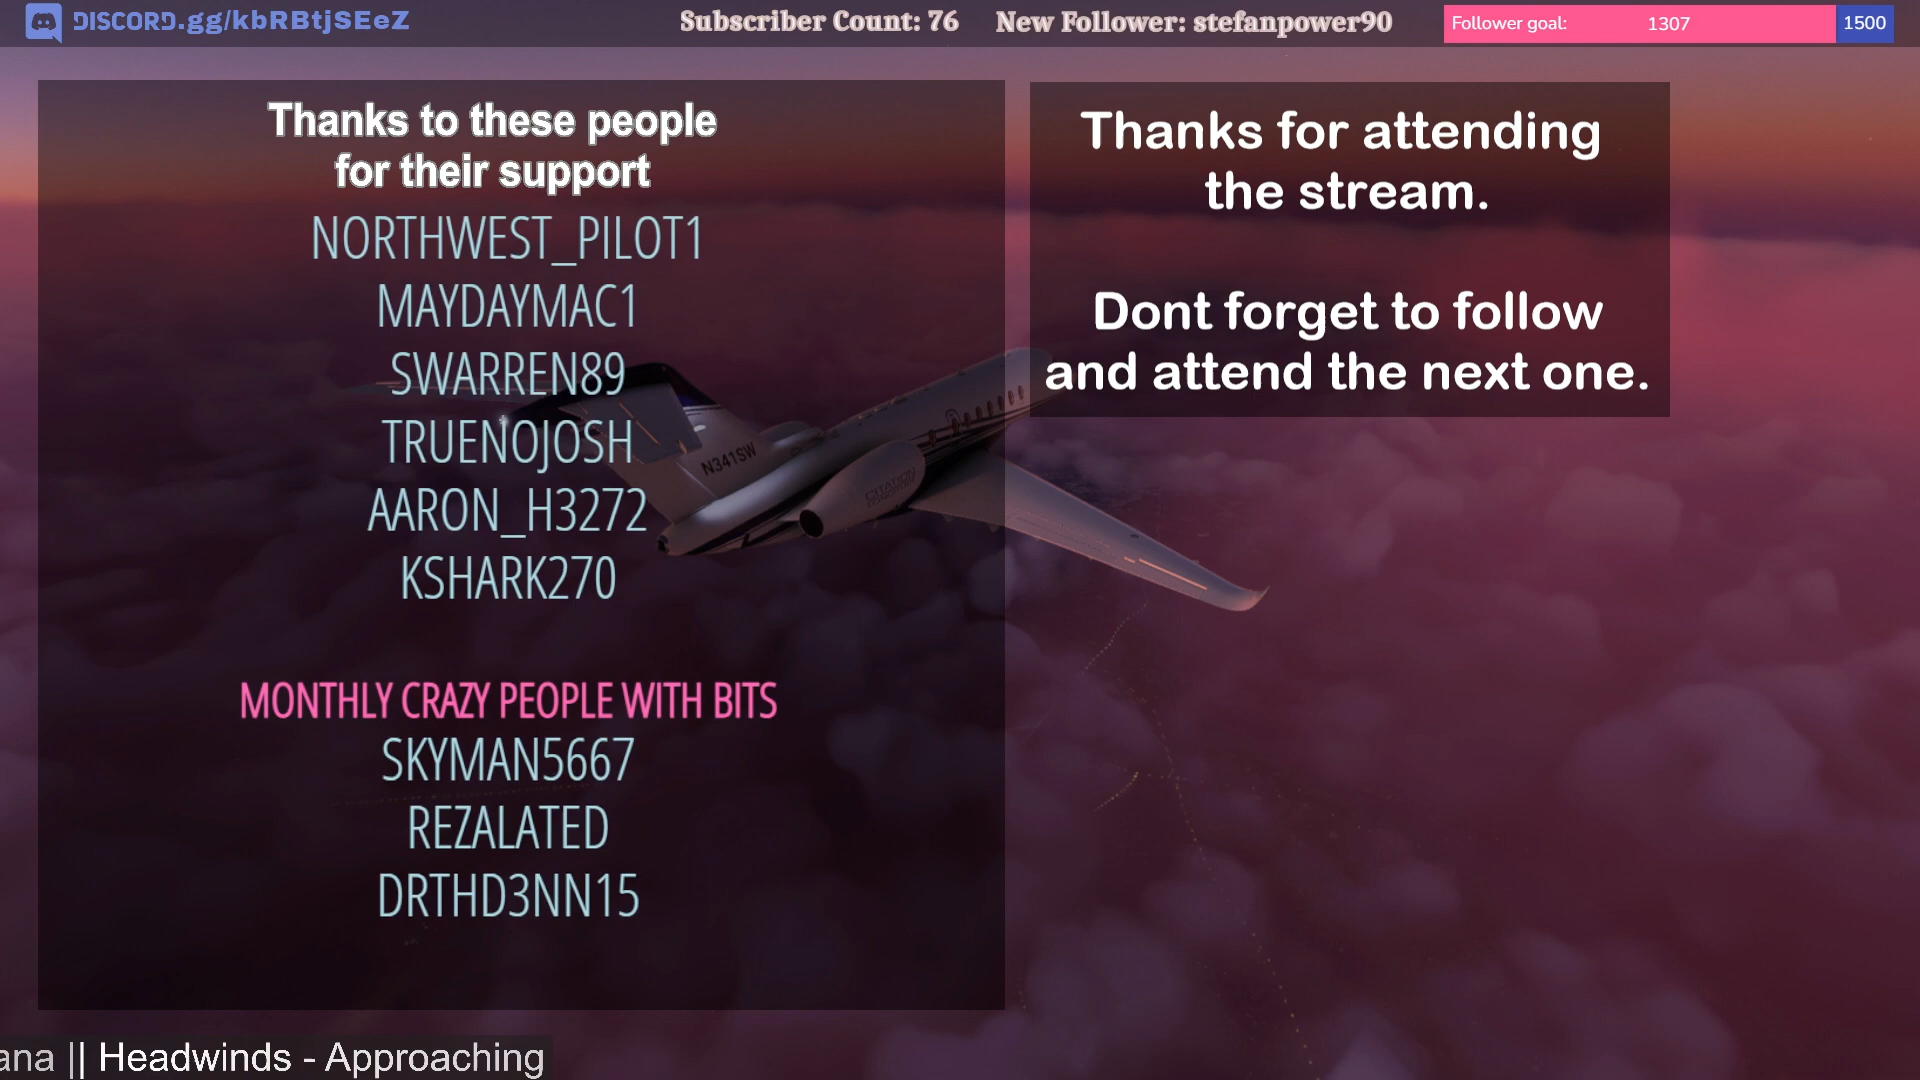 DISCORD.gg/kbRBtjSEeZ
Subscriber Count: 76
New Follower: stefanpower90
Follower goal: 1307 1500
Thanks to these people
for their support
NORTHWEST_PILOT1
MAYDAYMAC1
SWARREN89
TRUENOJOSH
AARON_H3272
KSHARK270
MONTHLY CRAZY PEOPLE WITH BITS
SKYMAN5667
REZALATED
DRTHD3NN15
Thanks for attending
the stream.
Dont forget to follow
and attend the next one.
N341SW
CITATION
LONGITUDE
ana || Headwinds - Approaching